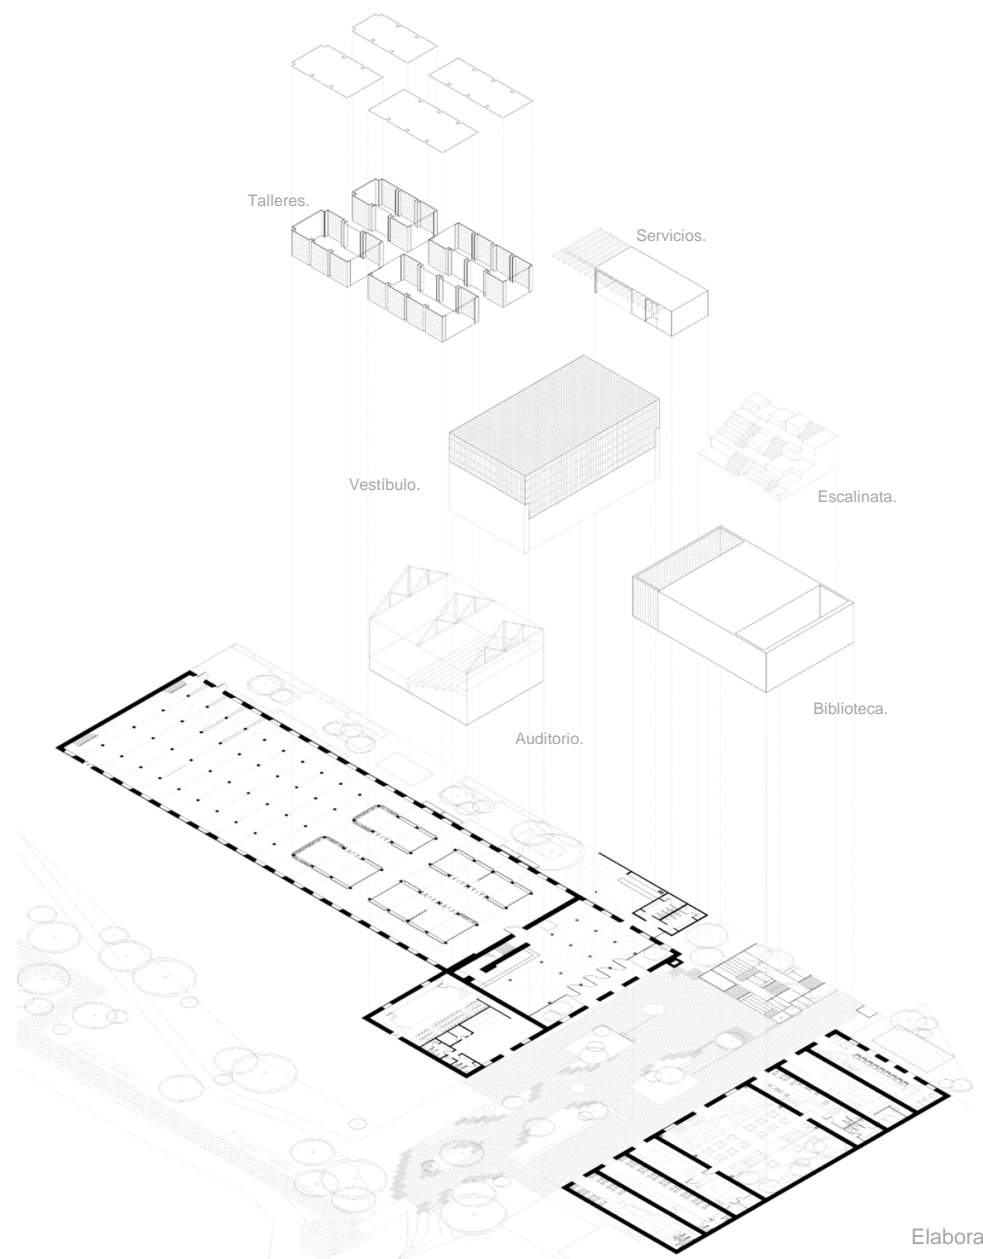 Talleres.
Servicios.
Vestíbulo.
Escalinata.
Biblioteca.
Auditorio.
Elabora